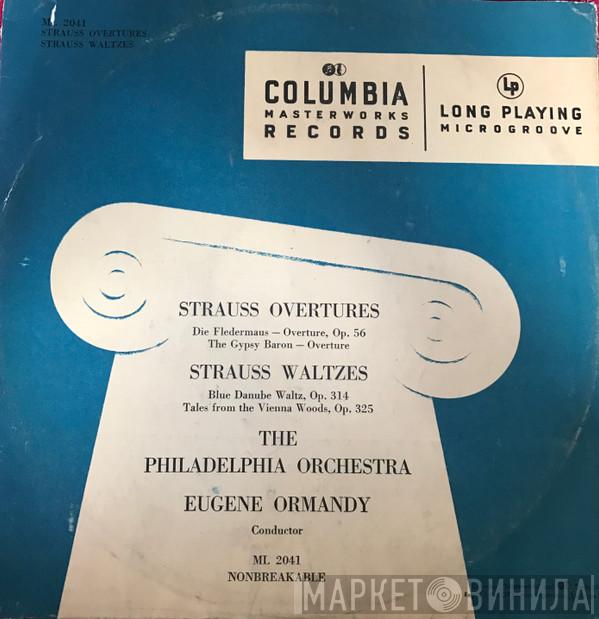 ML 2041
STRAUSS OVERTURES
STRAUSS WALTZES
COLUMBIA
MASTERWORKS
RECORDS
LP
LONG PLAYING
MICROGROOVE
STRAUSS OVERTURES
Die Fledermaus — Overture, Op. 56
The Gypsy Baron — Overture
STRAUSS WALTZES
Blue Danube Waltz, Op. 314
Tales from the Vienna Woods, Op. 325
THE
PHILADELPHIA ORCHESTRA
EUGENE ORMANDY
Conductor
ML 2041
NONBREAKABLE
МАРКЕТ ВИНИЛА